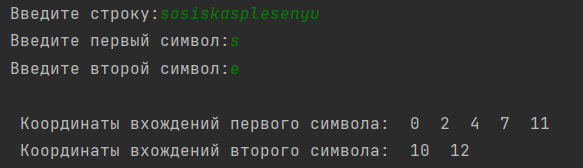 Введите строку:sosiskasplesenyu
Введите первый символ:s
Введите второй символ:e
Координаты вхождений первого символа: 0 2 4 7 11
Координаты вхождений второго символа: 10 12